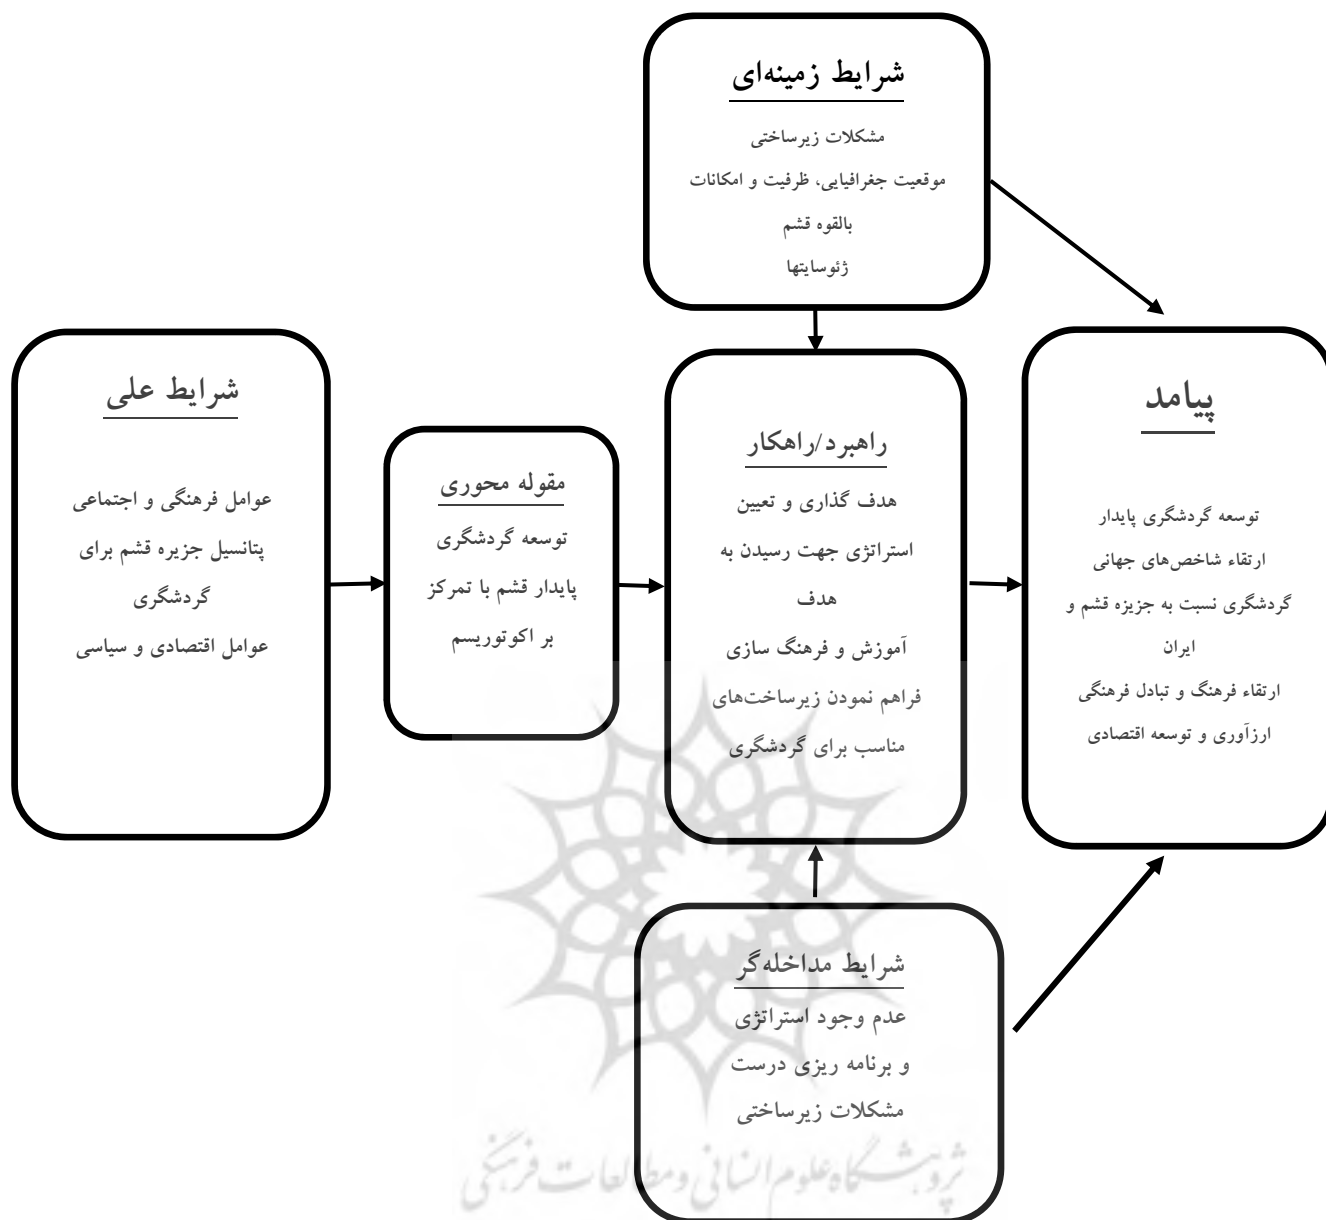 شرایط زمینه‌ای
مشکلات زیرساختی
موقعیت جغرافیایی، ظرفیت و امکانات
بالقوه قشم
ژئوسایتها
شرایط علی
عوامل فرهنگی و اجتماعی
پتانسیل جزیره قشم برای
گردشگری
عوامل اقتصادی و سیاسی
مقوله محوری
توسعه گردشگری
پایدار قشم با تمرکز
بر اکوتوریسم
راهبرد/راهکار
هدف گذاری و تعیین
استراتژی جهت رسیدن به
هدف
آموزش و فرهنگ سازی
فراهم نمودن زیرساخت‌های
مناسب برای گردشگری
پیامد
توسعه گردشگری پایدار
ارتقاء شاخص‌های جهانی
گردشگری نسبت به جزیزه قشم و
ایران
ارتقاء فرهنگ و تبادل فرهنگی
ارزآوری و توسعه اقتصادی
شرایط مداخله‌گر
عدم وجود استراتژی
و برنامه ریزی درست
مشکلات زیرساختی
پژوهشگاه علوم انسانی و مطالعات فرهنگی